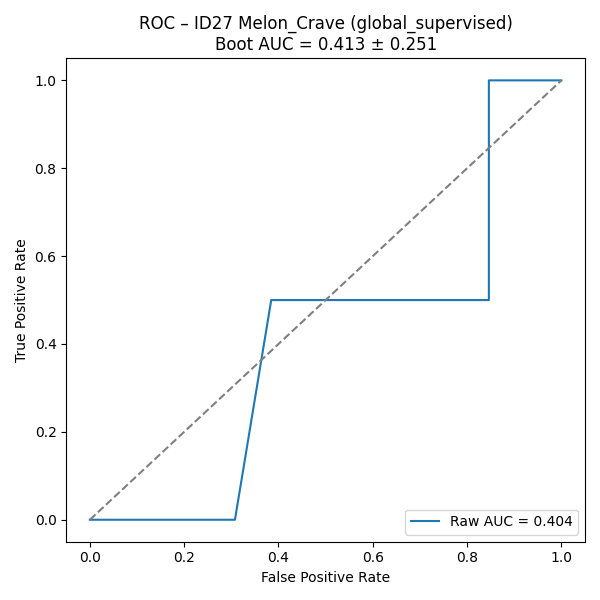 ROC – ID27 Melon_Crave (global_supervised)
Boot AUC = 0.413 ± 0.251
1.0
0.8
0.6
0.4
0.2
0.0
True Positive Rate
Raw AUC = 0.404
0.0 0.2 0.4 0.6 0.8 1.0
False Positive Rate